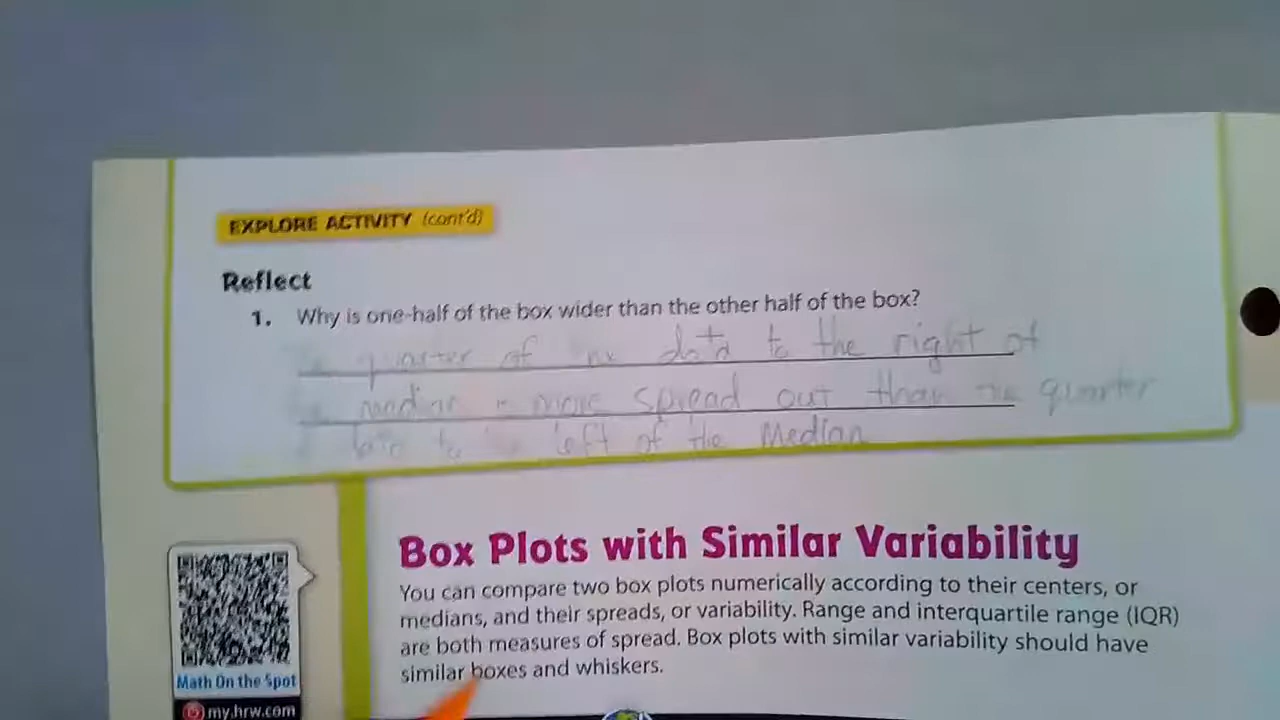 EXPLORE ACTIVITY (cont'd)
Reflect
1. Why is one-half of the box wider than the other half of the box?
quarter of the data to the right of
median is more spread out than the quarter
data to left of the Median
Box Plots with Similar Variability
You can compare two box plots numerically according to their centers, or
medians, and their spreads, or variability. Range and interquartile range (IQR)
are both measures of spread. Box plots with similar variability should have
similar boxes and whiskers.
Math On the Spot
my.hrw.com